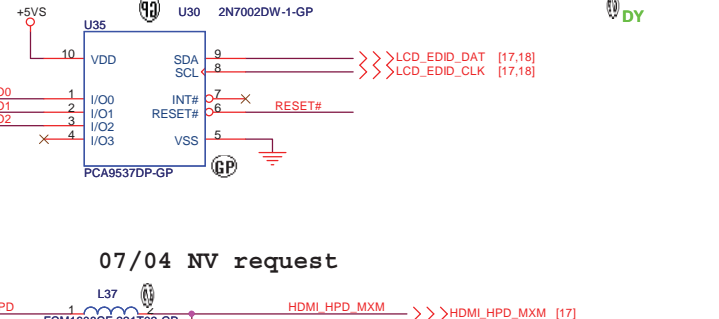 +5VS
U30 2N7002DW-1-GP
DY
U35
10 VDD SDA 9 LCD_EDID_DAT [17,18]
SCL 8 LCD_EDID_CLK [17,18]
1 I/O0 INT# 7
2 I/O1 RESET# 6 RESET#
3 I/O2
4 I/O3 VSS 5
PCA9537DP-GP
GP
07/04 NV request
L37
1 2 HDMI_HPD_MXM HDMI_HPD_MXM [17]